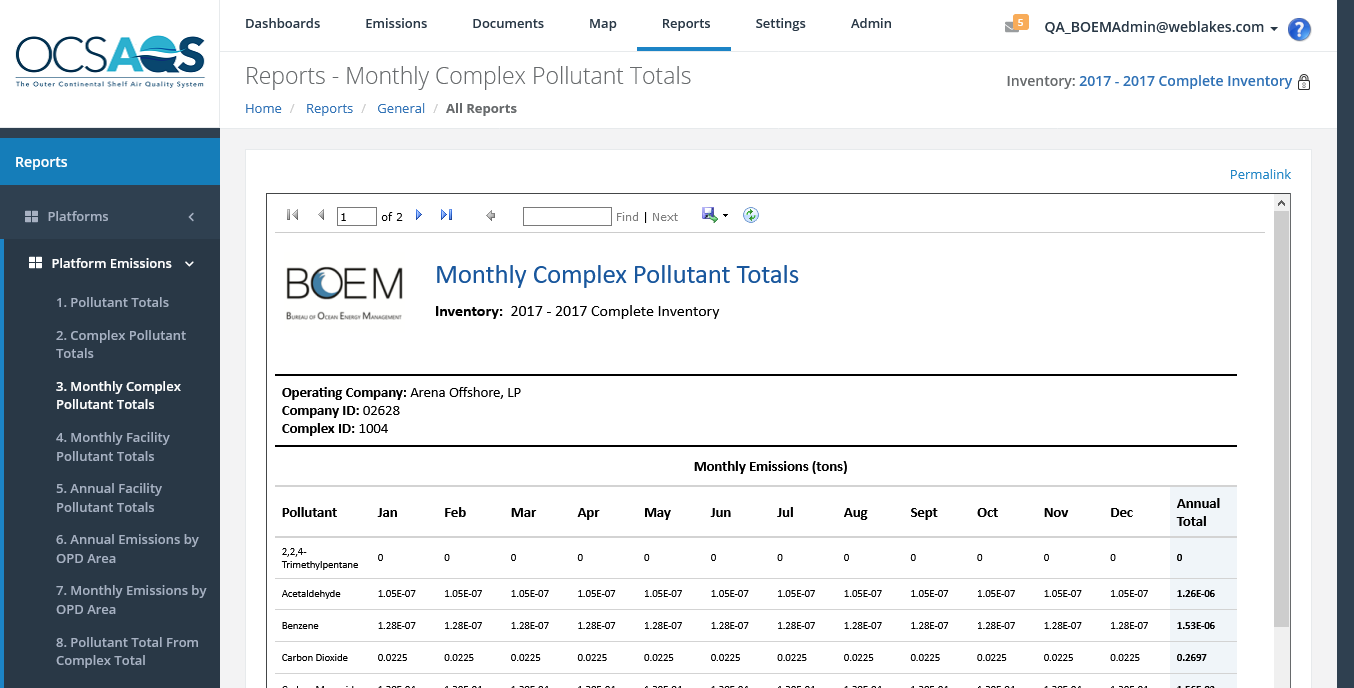 Dashboards Emissions Documents Map Reports Settings Admin 5 QA_BOEMAdmin@weblakes.com ?
OCSAQS
The Outer Continental Shelf Air Quality System
Reports - Monthly Complex Pollutant Totals
Inventory: 2017 - 2017 Complete Inventory
Home / Reports / General / All Reports
Reports
Platforms
Platform Emissions
1. Pollutant Totals
2. Complex Pollutant
Totals
3. Monthly Complex
Pollutant Totals
4. Monthly Facility
Pollutant Totals
5. Annual Facility
Pollutant Totals
6. Annual Emissions by
OPD Area
7. Monthly Emissions by
OPD Area
8. Pollutant Total From
Complex Total
Permalink
1 of 2 Find | Next
BOEM
Bureau of Ocean Energy Management
Monthly Complex Pollutant Totals
Inventory: 2017 - 2017 Complete Inventory
Operating Company: Arena Offshore, LP
Company ID: 02628
Complex ID: 1004
Monthly Emissions (tons)
Pollutant Jan Feb Mar Apr May Jun Jul Aug Sept Oct Nov Dec Annual
Total
2,2,4-
Trimethylpentane 0 0 0 0 0 0 0 0 0 0 0 0 0
Acetaldehyde 1.05E-07 1.05E-07 1.05E-07 1.05E-07 1.05E-07 1.05E-07 1.05E-07 1.05E-07 1.05E-07 1.05E-07 1.05E-07 1.05E-07 1.26E-06
Benzene 1.28E-07 1.28E-07 1.28E-07 1.28E-07 1.28E-07 1.28E-07 1.28E-07 1.28E-07 1.28E-07 1.28E-07 1.28E-07 1.28E-07 1.53E-06
Carbon Dioxide 0.0225 0.0225 0.0225 0.0225 0.0225 0.0225 0.0225 0.0225 0.0225 0.0225 0.0225 0.0225 0.2697